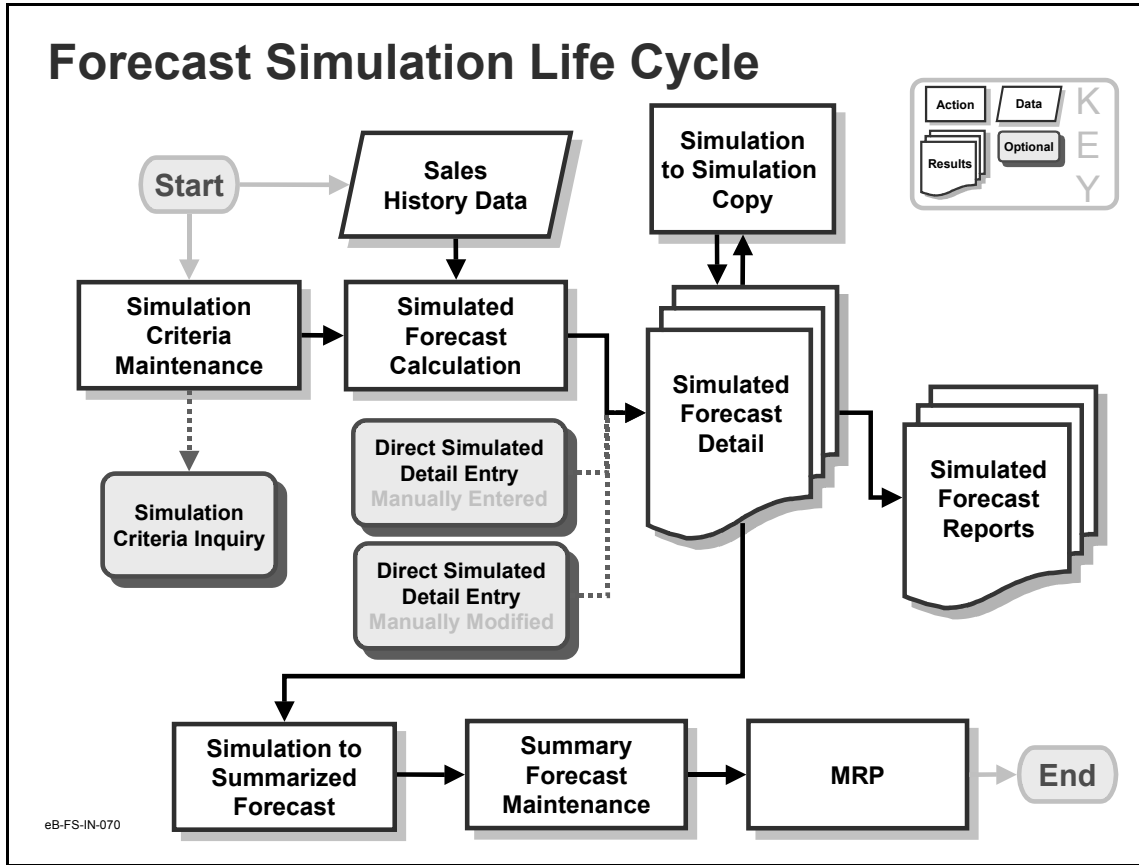 Forecast Simulation Life Cycle
Action
Data
K
Results
Optional
E
Y
Start
Sales
History Data
Simulation
to Simulation
Copy
Simulation
Criteria
Maintenance
Simulated
Forecast
Calculation
Simulated
Forecast
Detail
Direct Simulated
Detail Entry
Manually Entered
Simulation
Criteria Inquiry
Direct Simulated
Detail Entry
Manually Modified
Simulated
Forecast
Reports
Simulation to
Summarized
Forecast
Summary
Forecast
Maintenance
MRP
End
eB-FS-IN-070